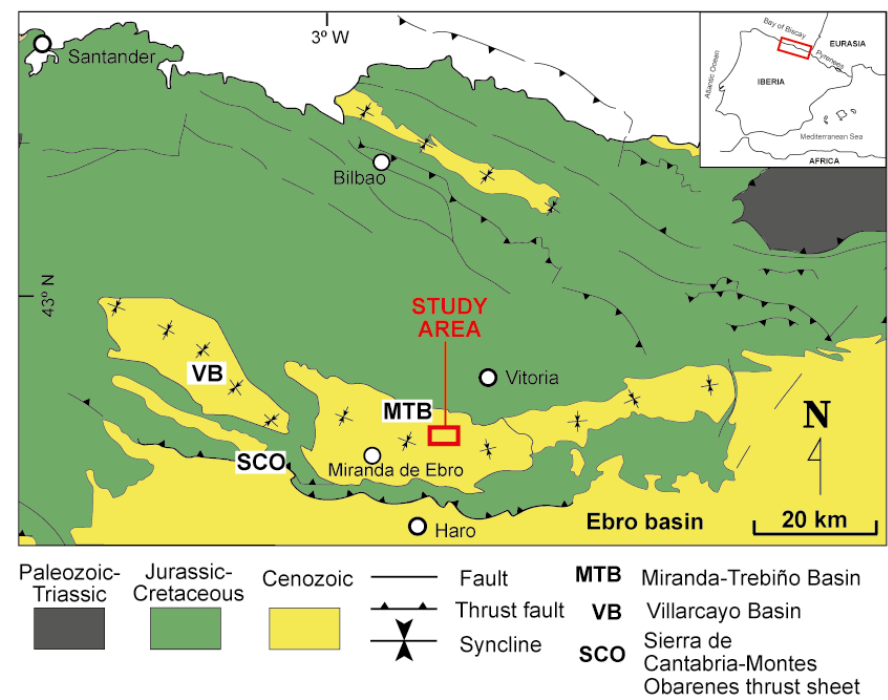 3º W
Santander
Bay of Biscay
EURASIA
Pyrenees
Atlantic Ocean
IBERIA
Mediterranean Sea
AFRICA
Bilbao
43º N
STUDY
AREA
VB
Vitoria
MTB
N
SCO
Miranda de Ebro
Haro
Ebro basin
20 km
Paleozoic-
Triassic
Jurassic-
Cretaceous
Cenozoic
Fault
Thrust fault
Syncline
MTB Miranda-Trebiño Basin
VB Villarcayo Basin
SCO Sierra de
Cantabria-Montes
Obarenes thrust sheet